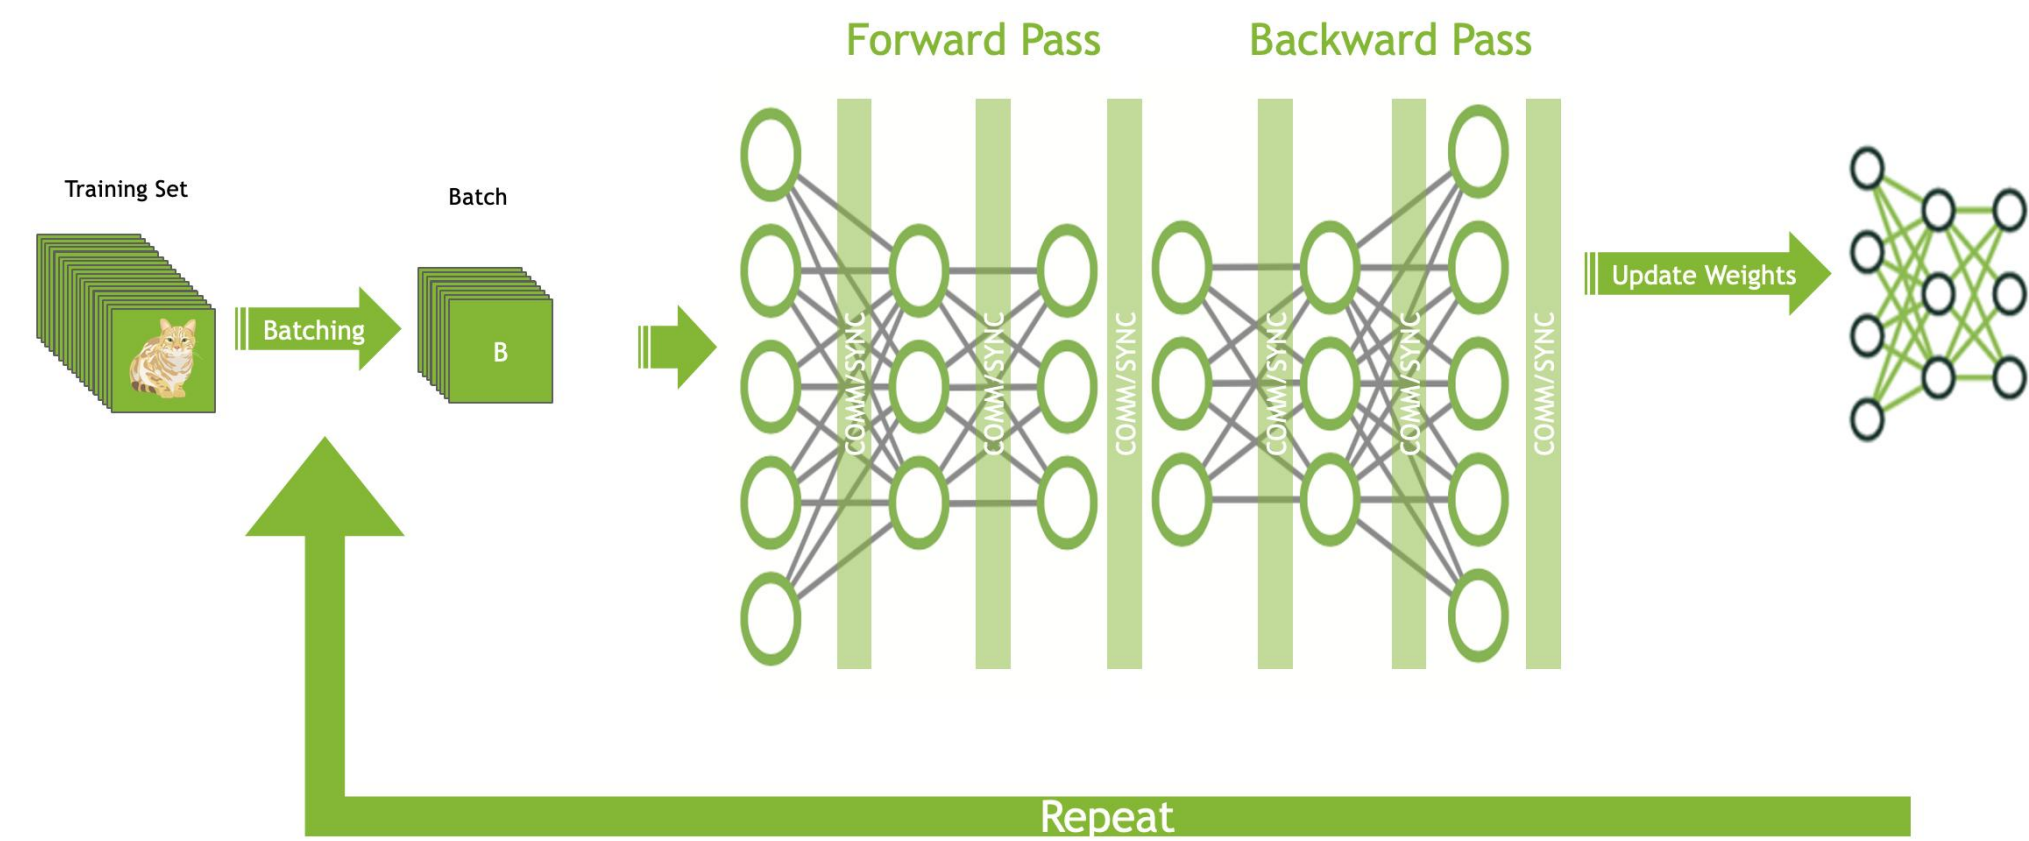 Forward Pass
Backward Pass
Training Set
Batch
Batching
B
COMM/SYNC
COMM/SYNC
COMM/SYNC
COMM/SYNC
COMM/SYNC
COMM/SYNC
Update Weights
Repeat